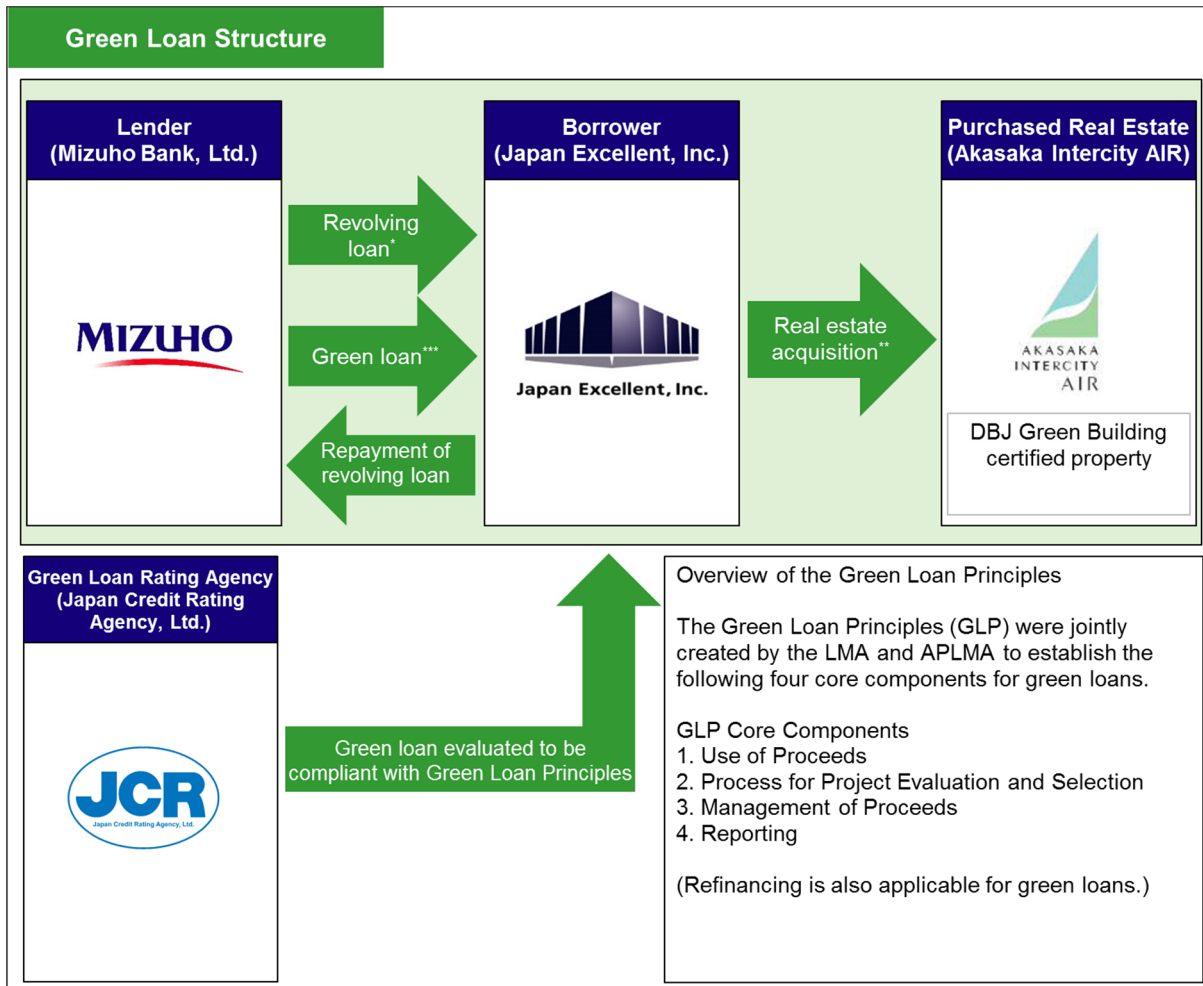 Green Loan Structure
Lender
(Mizuho Bank, Ltd.)
MIZUHO
Revolving
loan*
Green loan***
Repayment of
revolving loan
Borrower
(Japan Excellent, Inc.)
Japan Excellent, Inc.
Real estate
acquisition**
Purchased Real Estate
(Akasaka Intercity AIR)
AKASAKA
INTERCITY
AIR
DBJ Green Building
certified property
Green Loan Rating Agency
(Japan Credit Rating
Agency, Ltd.)
JCR
Japan Credit Rating Agency, Ltd.
Green loan evaluated to be
compliant with Green Loan Principles
Overview of the Green Loan Principles
The Green Loan Principles (GLP) were jointly
created by the LMA and APLMA to establish the
following four core components for green loans.
GLP Core Components
1. Use of Proceeds
2. Process for Project Evaluation and Selection
3. Management of Proceeds
4. Reporting
(Refinancing is also applicable for green loans.)